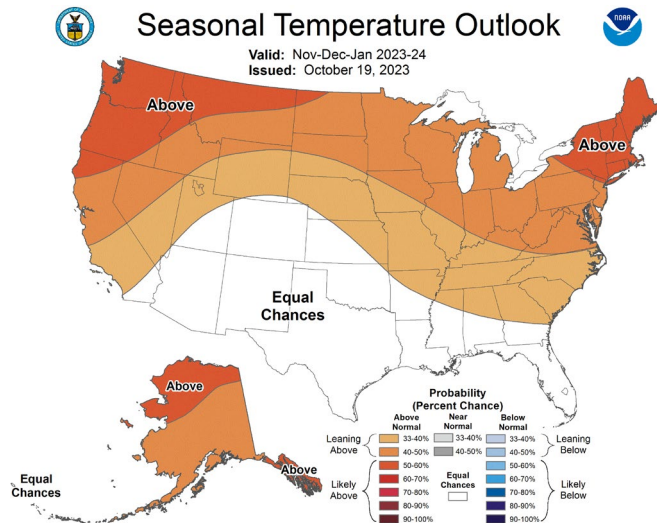 Seasonal Temperature Outlook
NOAA
Valid: Nov-Dec-Jan 2023-24
Issued: October 19, 2023
Above
Above
Equal
Chances
Above
Above
Equal
Chances
Probability
(Percent Chance)
Above
Normal
Near
Normal
Below
Normal
Leaning
Above
33-40%
33-40%
33-40%
Leaning
Below
40-50%
40-50%
40-50%
Likely
Above
50-60%
50-60%
60-70%
60-70%
70-80%
70-80%
80-90%
80-90%
90-100%
90-100%
Equal
Chances
Likely
Below